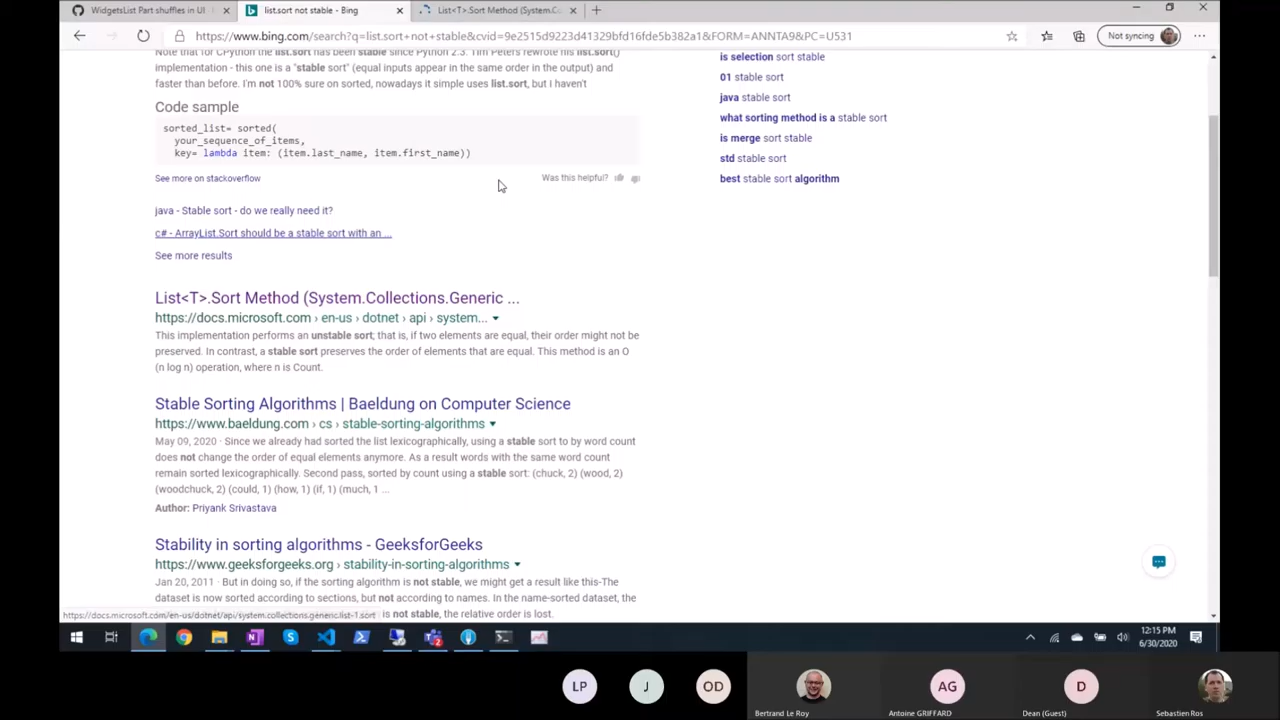 WidgetsList Part shuffles in UI
list.sort not stable - Bing
List<T>.Sort Method (System.Co
https://www.bing.com/search?q=list.sort+not+stable&cvid=9e2515d9223d41329bfd16fde5b382a1&FORM=ANNTA9&PC=U531
Not syncing
Note that for CPython the list.sort has been stable since Python 2.3. Tim Peters rewrote his list.sort()
implementation - this one is a "stable sort" (equal inputs appear in the same order in the output) and
faster than before. I'm not 100% sure on sorted, nowadays it simple uses list.sort, but i haven't
Code sample
sorted_list= sorted(
your_sequence_of_items,
key= lambda item: (item.last_name, item.first_name))
See more on stackoverflow
Was this helpful?
java - Stable sort - do we really need it?
c# - ArrayList.Sort should be a stable sort with an ...
See more results
List<T>.Sort Method (System.Collections.Generic ...
https://docs.microsoft.com › en-us › dotnet › api › system...
This implementation performs an unstable sort; that is, if two elements are equal, their order might not be
preserved. In contrast, a stable sort preserves the order of elements that are equal. This method is an O
(n log n) operation, where n is Count.
Stable Sorting Algorithms | Baeldung on Computer Science
https://www.baeldung.com › cs › stable-sorting-algorithms
May 09, 2020 · Since we already had sorted the list lexicographically, using a stable sort to by word count
does not change the order of equal elements anymore. As a result words with the same word count
remain sorted lexicographically. Second pass, sorted by count using a stable sort: (chuck, 2) (wood, 2)
(woodchuck, 2) (could, 1) (how, 1) (if, 1) (much, 1 ...
Author: Priyank Srivastava
Stability in sorting algorithms - GeeksforGeeks
https://www.geeksforgeeks.org › stability-in-sorting-algorithms
Jan 20, 2011 · But in doing so, if the sorting algorithm is not stable, we might get a result like this-The
dataset is now sorted according to sections, but not according to names. In the name-sorted dataset, the
is not stable, the relative order is lost.
https://docs.microsoft.com/en-us/dotnet/api/system.collections.generic.list-1.sort
is selection sort stable
01 stable sort
java stable sort
what sorting method is a stable sort
is merge sort stable
std stable sort
best stable sort algorithm
2
12:15 PM
6/30/2020
LP
J
OD
AG
D
Bertrand Le Roy
Antoine GRIFFARD
Dean (Guest)
Sebastien Ros